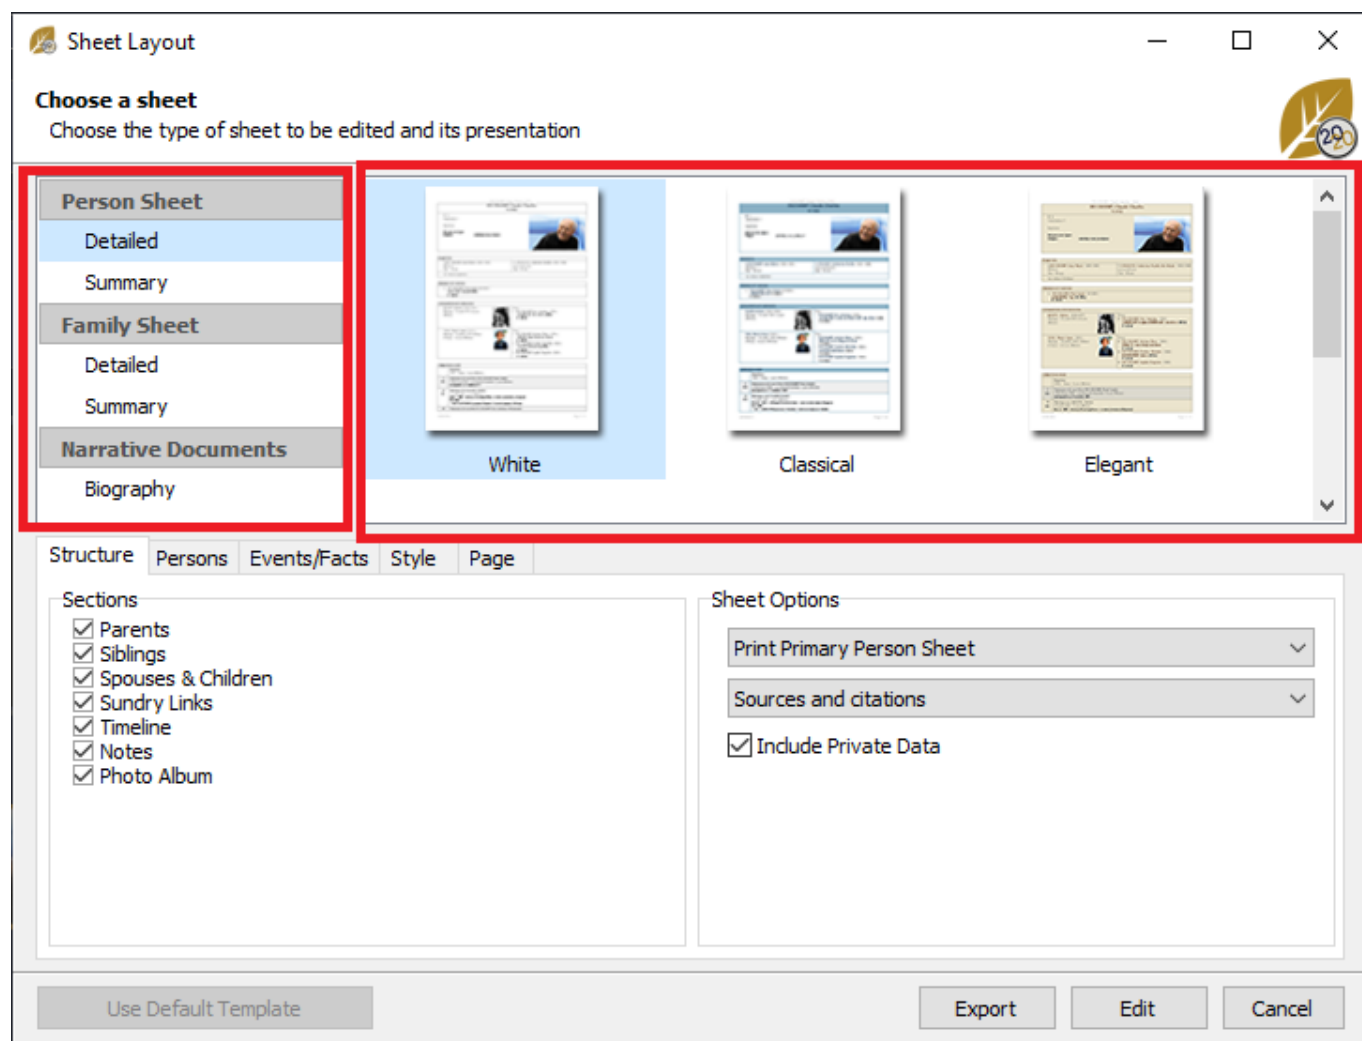 Sheet Layout
Choose a sheet
Choose the type of sheet to be edited and its presentation
2020
Person Sheet
Detailed
Summary
Family Sheet
Detailed
Summary
Narrative Documents
Biography
White
Classical
Elegant
Structure
Persons
Events/Facts
Style
Page
Sections
Parents
Siblings
Spouses & Children
Sundry Links
Timeline
Notes
Photo Album
Sheet Options
Print Primary Person Sheet
Sources and citations
Include Private Data
Use Default Template
Export
Edit
Cancel